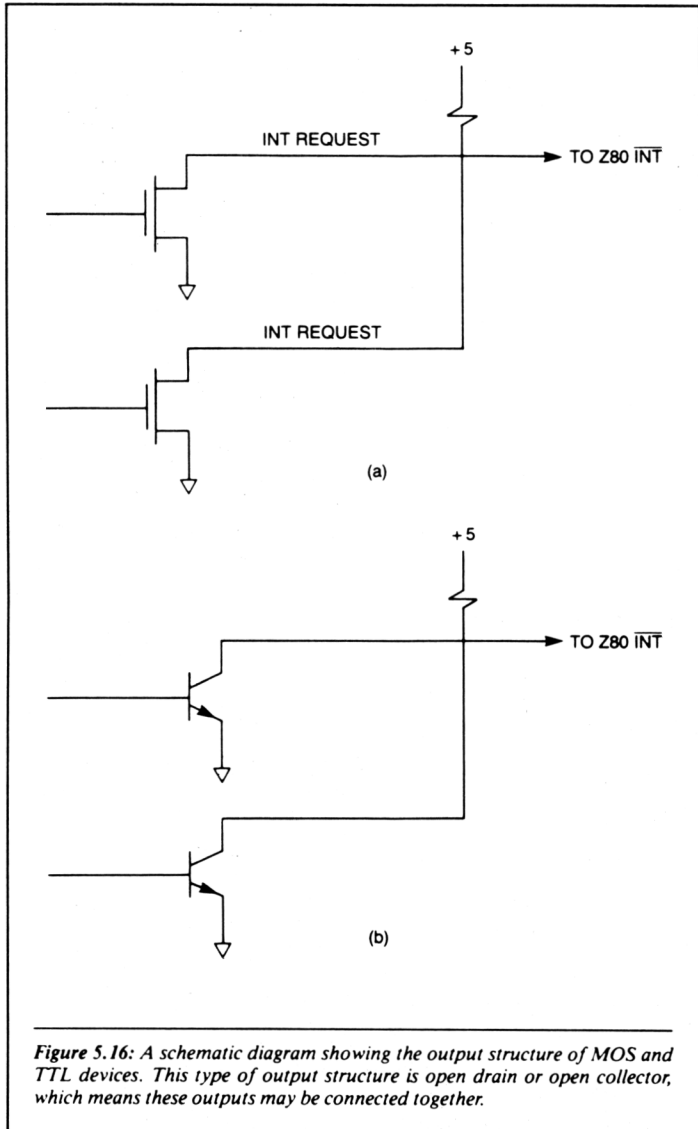 + 5
INT REQUEST
TO Z80 I̅N̅T̅
INT REQUEST
(a)
+ 5
TO Z80 I̅N̅T̅
(b)
Figure 5.16: A schematic diagram showing the output structure of MOS and
TTL devices. This type of output structure is open drain or open collector,
which means these outputs may be connected together.